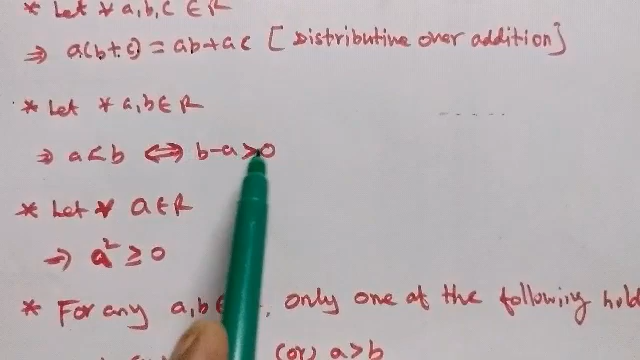 * Let ∀ a,b,c ∈ R
⇒ a(b+c) = ab+ac [Distributive over addition]
* Let ∀ a,b ∈ R
⇒ a<b ⇔ b-a>0
* Let ∀ a ∈ R
⇒ a² ≥ 0
* For any a,b ∈ , only one of the following hold
(or) a>b